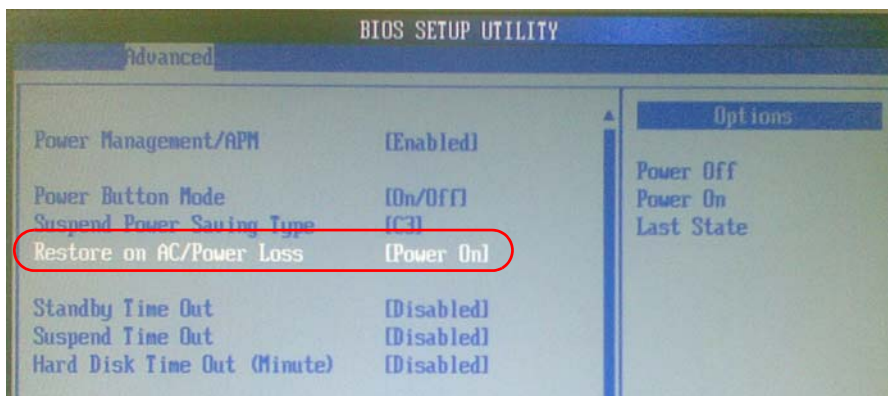 BIOS SETUP UTILITY
Advanced
Power Management/APM [Enabled]
Power Button Mode [On/Off]
Suspend Power Saving Type [C3]
Restore on AC/Power Loss [Power On]
Standby Time Out [Disabled]
Suspend Time Out [Disabled]
Hard Disk Time Out (Minute) [Disabled]
Options
Power Off
Power On
Last State